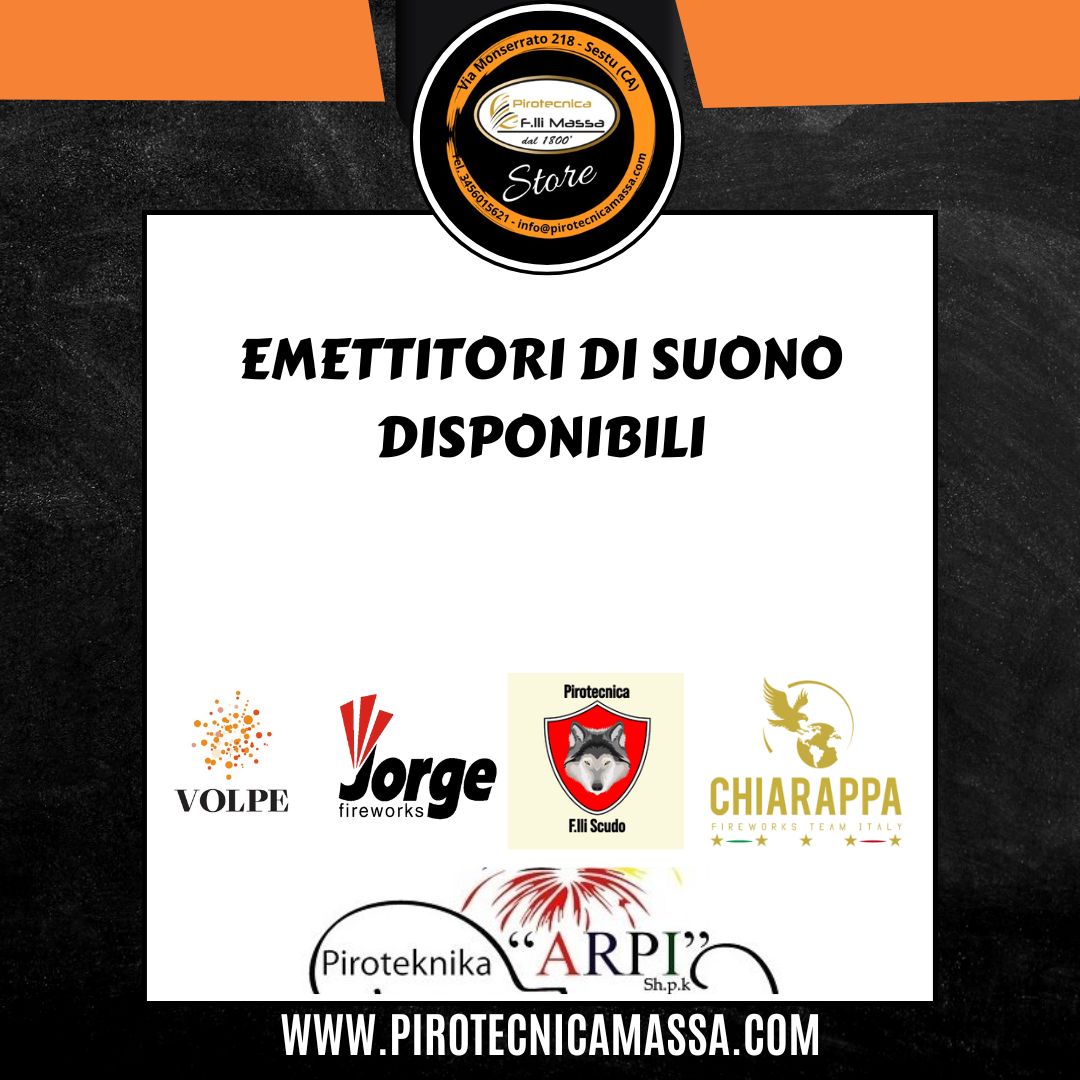 Via Monserrato 218 - Sestu (CA)
Pirotecnica
F.lli Massa
dal 1800'
Store
Tel. 3456015621 - info@pirotecnicamassa.com
EMETTITORI DI SUONO
DISPONIBILI
VOLPE
Jorge
fireworks
Pirotecnica
F.lli Scudo
CHIARAPPA
FIREWORKS TEAM ITALY
Piroteknika "ARPI"
Sh.p.k
WWW.PIROTECNICAMASSA.COM